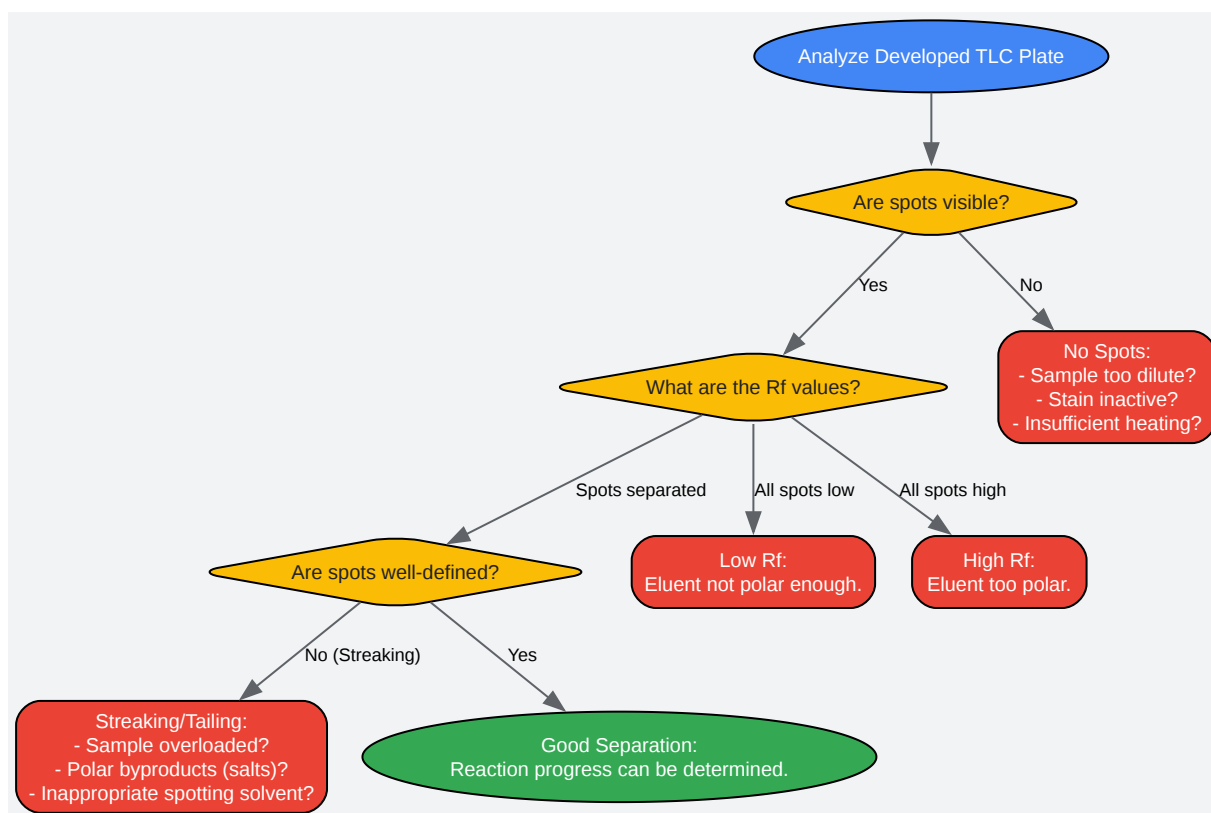 Analyze Developed TLC Plate
Are spots visible?
Yes
No
No Spots:
- Sample too dilute?
- Stain inactive?
- Insufficient heating?
What are the Rf values?
Spots separated
All spots low
All spots high
Are spots well-defined?
Low Rf:
Eluent not polar enough.
High Rf:
Eluent too polar.
No (Streaking)
Yes
Streaking/Tailing:
- Sample overloaded?
- Polar byproducts (salts)?
- Inappropriate spotting solvent?
Good Separation:
Reaction progress can be determined.